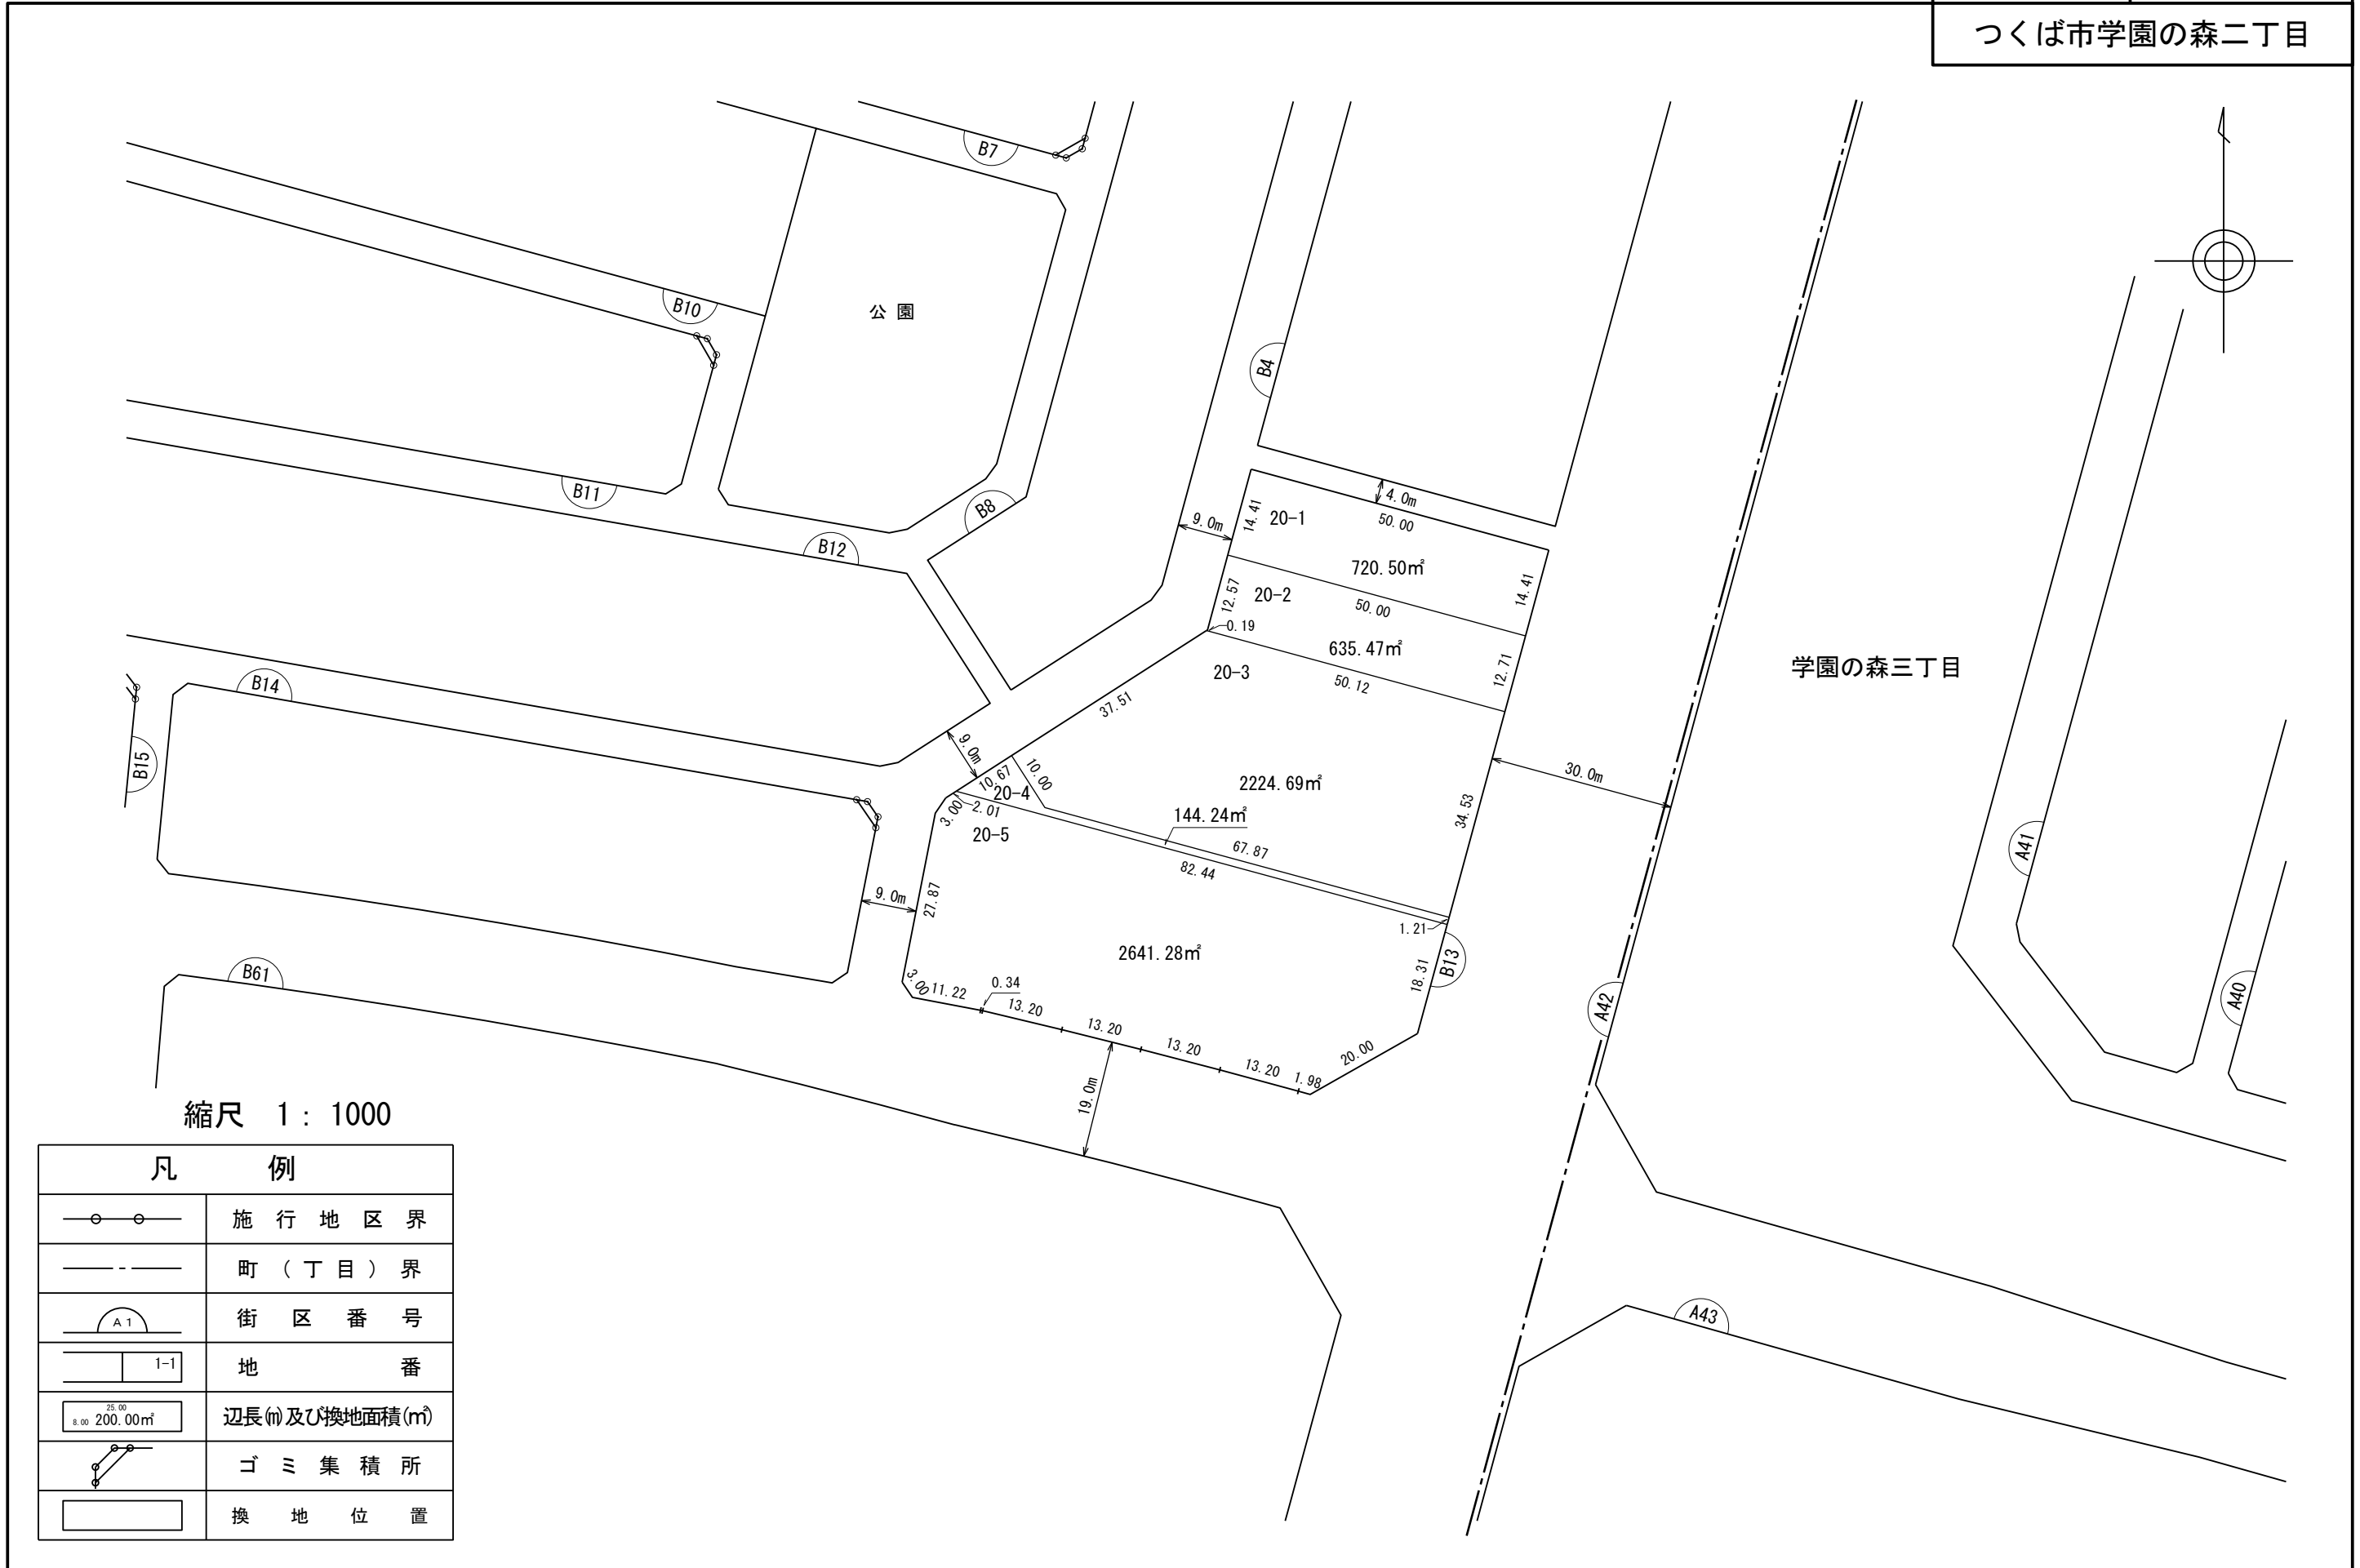 つくば市学園の森二丁目
B7
B10
公園
B4
B11
B8
B12
4.0m
50.00
9.0m
14.41
20-1
720.50㎡
14.41
12.57
20-2
50.00
0.19
635.47㎡
12.71
20-3
50.12
学園の森三丁目
B14
B15
37.51
9.0m
10.67
10.00
20-4
2.01
3.00
20-5
2224.69㎡
144.24㎡
67.87
82.44
34.53
30.0m
A41
9.0m
27.87
1.21
2641.28㎡
B13
18.31
B61
3.00
11.22
0.34
13.20
13.20
13.20
13.20
1.98
20.00
19.0m
A42
A40
A43
縮尺 1：1000
凡 例
施行地区界
町（丁目）界
A1
街区番号
1-1
地番
25.00
8.00 200.00㎡
辺長(m)及び換地面積(㎡)
ゴミ集積所
換地位置